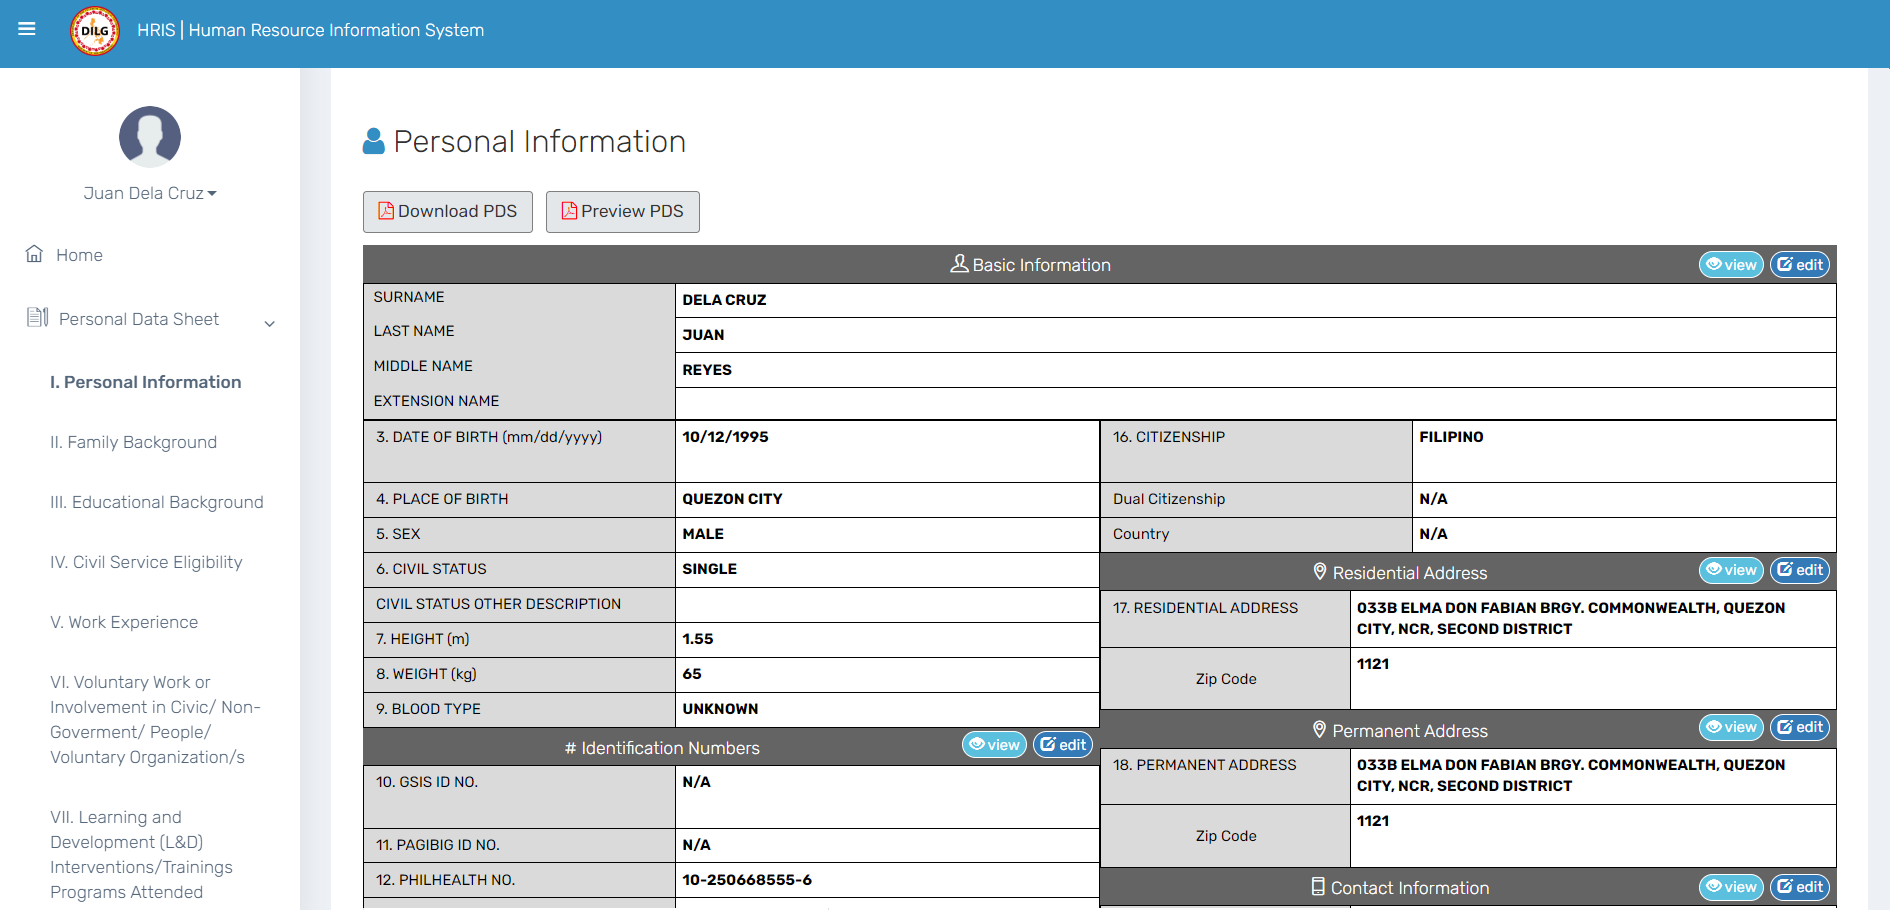 DILG
HRIS | Human Resource Information System
Juan Dela Cruz
Home
Personal Data Sheet
I. Personal Information
II. Family Background
III. Educational Background
IV. Civil Service Eligibility
V. Work Experience
VI. Voluntary Work or
Involvement in Civic/ Non-
Goverment/ People/
Voluntary Organization/s
VII. Learning and
Development (L&D)
Interventions/Trainings
Programs Attended
Personal Information
Download PDS
Preview PDS
Basic Information
view
edit
SURNAME
DELA CRUZ
LAST NAME
JUAN
MIDDLE NAME
REYES
EXTENSION NAME
3. DATE OF BIRTH (mm/dd/yyyy)
10/12/1995
4. PLACE OF BIRTH
QUEZON CITY
5. SEX
MALE
6. CIVIL STATUS
SINGLE
CIVIL STATUS OTHER DESCRIPTION
7. HEIGHT (m)
1.55
8. WEIGHT (kg)
65
9. BLOOD TYPE
UNKNOWN
# Identification Numbers
view
edit
10. GSIS ID NO.
N/A
11. PAGIBIG ID NO.
N/A
12. PHILHEALTH NO.
10-250668555-6
16. CITIZENSHIP
FILIPINO
Dual Citizenship
N/A
Country
N/A
Residential Address
view
edit
17. RESIDENTIAL ADDRESS
033B ELMA DON FABIAN BRGY. COMMONWEALTH, QUEZON
CITY, NCR, SECOND DISTRICT
Zip Code
1121
Permanent Address
view
edit
18. PERMANENT ADDRESS
033B ELMA DON FABIAN BRGY. COMMONWEALTH, QUEZON
CITY, NCR, SECOND DISTRICT
Zip Code
1121
Contact Information
view
edit